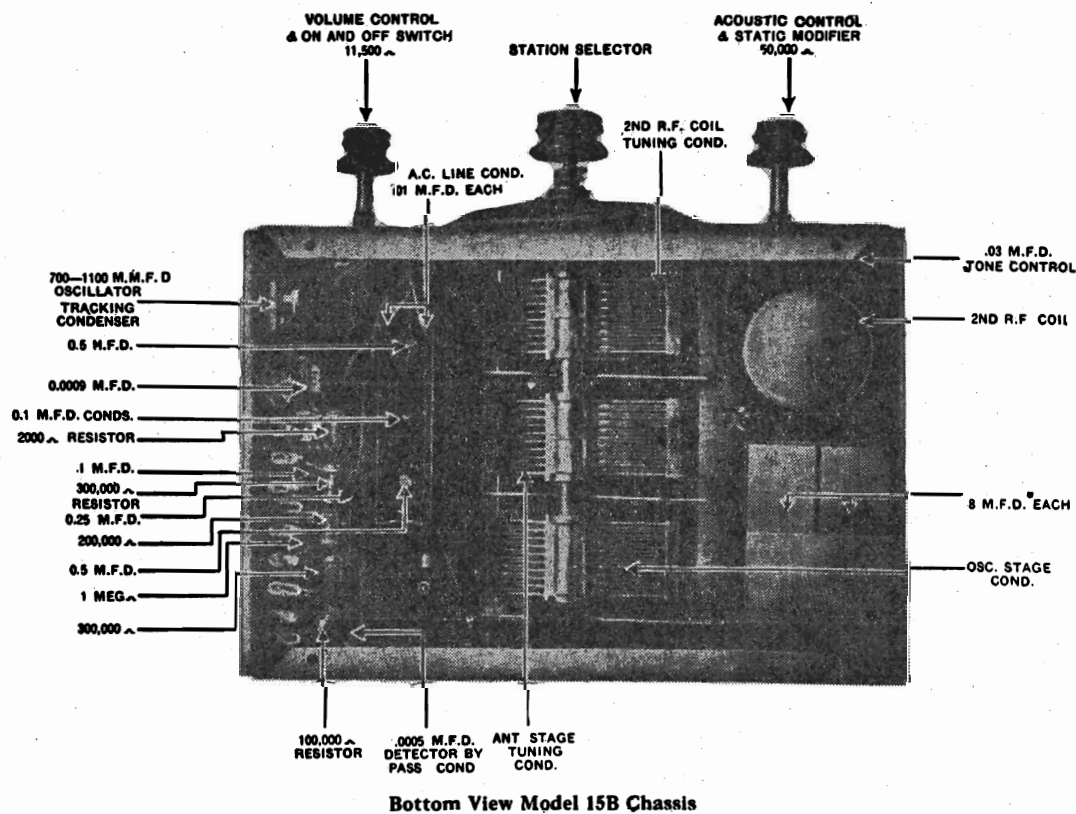 VOLUME CONTROL
& ON AND OFF SWITCH
11,500 ᴖ
STATION SELECTOR
ACOUSTIC CONTROL
& STATIC MODIFIER
50,000 ᴖ
2ND R.F. COIL
TUNING COND.
A.C. LINE COND.
.01 M.F.D. EACH
700—1100 M.M.F.D
OSCILLATOR
TRACKING
CONDENSER
0.5 M.F.D.
0.0009 M.F.D.
0.1 M.F.D. CONDS.
2000 ᴖ RESISTOR
.1 M.F.D.
300,000 ᴖ
RESISTOR
0.25 M.F.D.
200,000 ᴖ
0.5 M.F.D.
1 MEG ᴖ
300,000 ᴖ
.03 M.F.D.
TONE CONTROL
2ND R.F. COIL
8 M.F.D. EACH
OSC. STAGE
COND.
100,000 ᴖ
RESISTOR
.0005 M.F.D.
DETECTOR BY
PASS COND
ANT STAGE
TUNING
COND.
Bottom View Model 15B Chassis